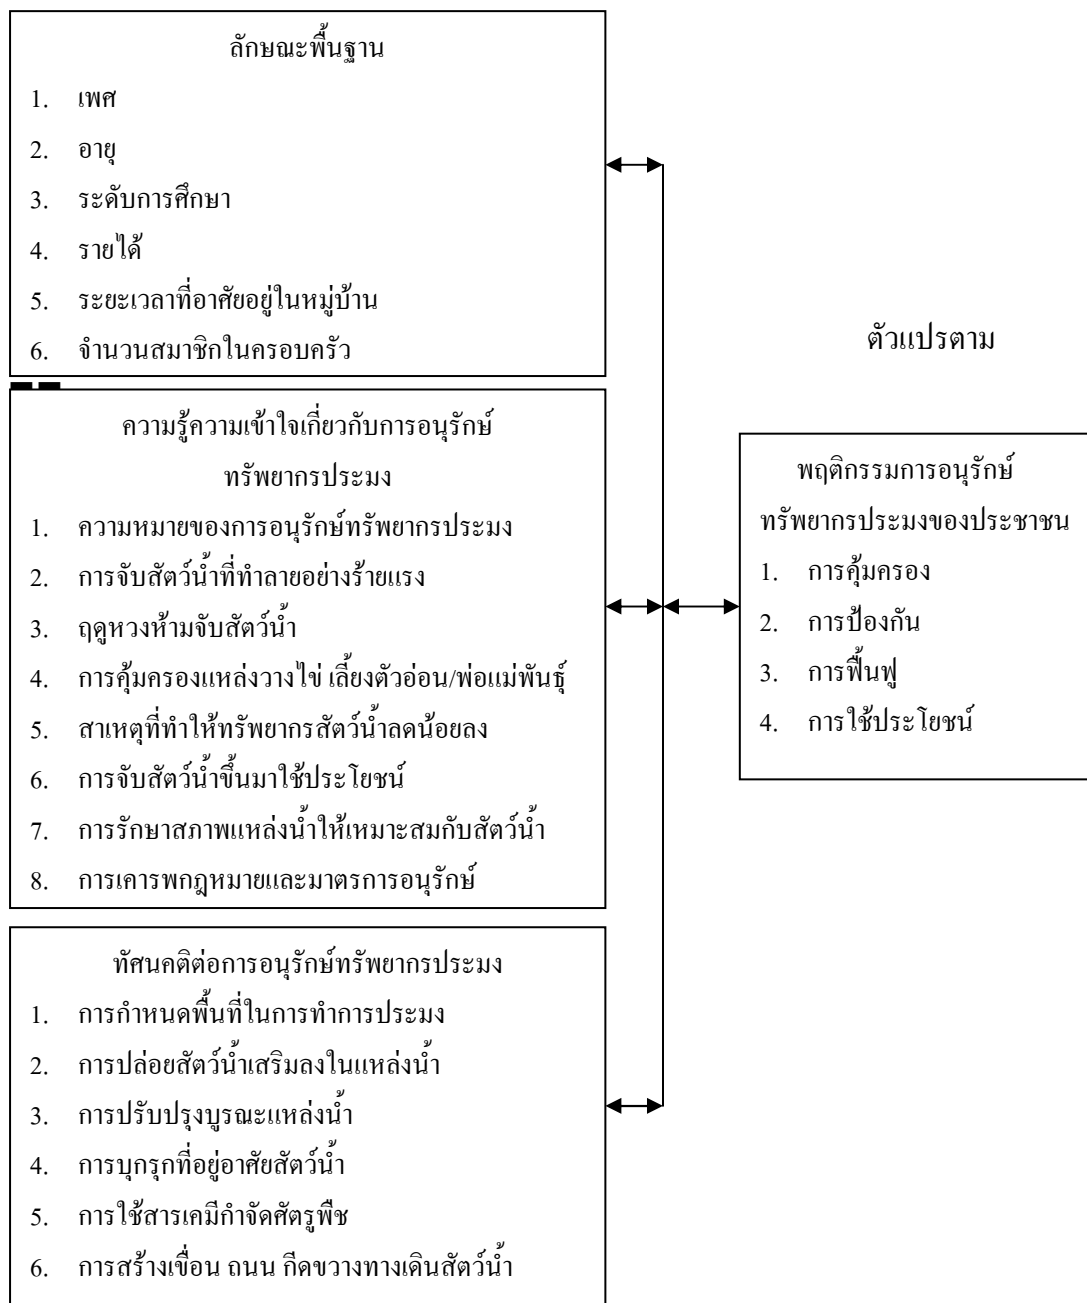 ลักษณะพื้นฐาน
1. เพศ
2. อายุ
3. ระดับการศึกษา
4. รายได้
5. ระยะเวลาที่อาศัยอยู่ในหมู่บ้าน
6. จำนวนสมาชิกในครอบครัว
ความรู้ความเข้าใจเกี่ยวกับการอนุรักษ์
ทรัพยากรประมง
1. ความหมายของการอนุรักษ์ทรัพยากรประมง
2. การจับสัตว์น้ำที่ทำลายอย่างร้ายแรง
3. ฤดูหวงห้ามจับสัตว์น้ำ
4. การคุ้มครองแหล่งวางไข่ เลี้ยงตัวอ่อน/พ่อแม่พันธุ์
5. สาเหตุที่ทำให้ทรัพยากรสัตว์น้ำลดน้อยลง
6. การจับสัตว์น้ำขึ้นมาใช้ประโยชน์
7. การรักษาสภาพแหล่งน้ำให้เหมาะสมกับสัตว์น้ำ
8. การเคารพกฎหมายและมาตรการอนุรักษ์
ทัศนคติต่อการอนุรักษ์ทรัพยากรประมง
1. การกำหนดพื้นที่ในการทำการประมง
2. การปล่อยสัตว์น้ำเสริมลงในแหล่งน้ำ
3. การปรับปรุงบูรณะแหล่งน้ำ
4. การบุกรุกที่อยู่อาศัยสัตว์น้ำ
5. การใช้สารเคมีกำจัดศัตรูพืช
6. การสร้างเขื่อน ถนน กีดขวางทางเดินสัตว์น้ำ
ตัวแปรตาม
พฤติกรรมการอนุรักษ์
ทรัพยากรประมงของประชาชน
1. การคุ้มครอง
2. การป้องกัน
3. การฟื้นฟู
4. การใช้ประโยชน์